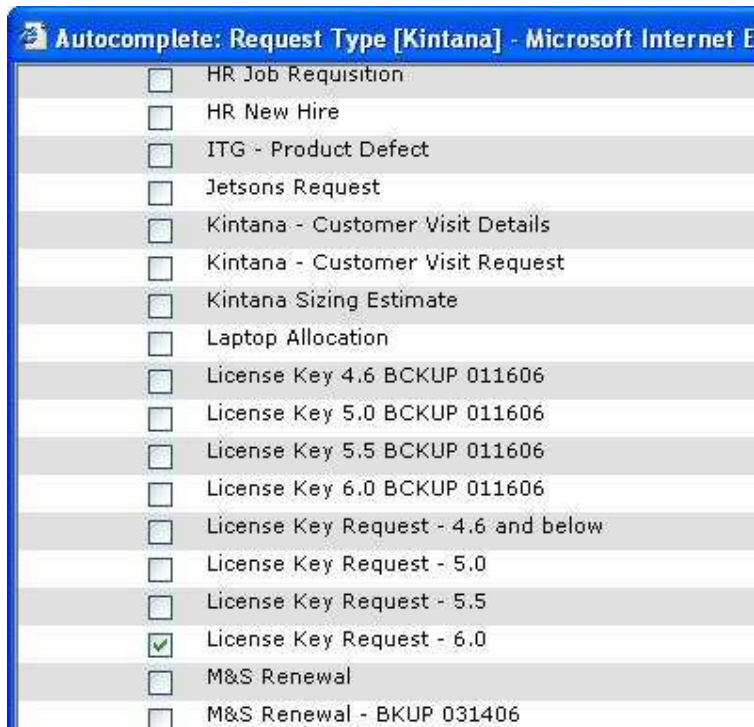 Autocomplete: Request Type [Kintana] - Microsoft Internet E
HR Job Requisition
HR New Hire
ITG - Product Defect
Jetsons Request
Kintana - Customer Visit Details
Kintana - Customer Visit Request
Kintana Sizing Estimate
Laptop Allocation
License Key 4.6 BCKUP 011606
License Key 5.0 BCKUP 011606
License Key 5.5 BCKUP 011606
License Key 6.0 BCKUP 011606
License Key Request - 4.6 and below
License Key Request - 5.0
License Key Request - 5.5
License Key Request - 6.0
M&S Renewal
M&S Renewal - BKUP 031406